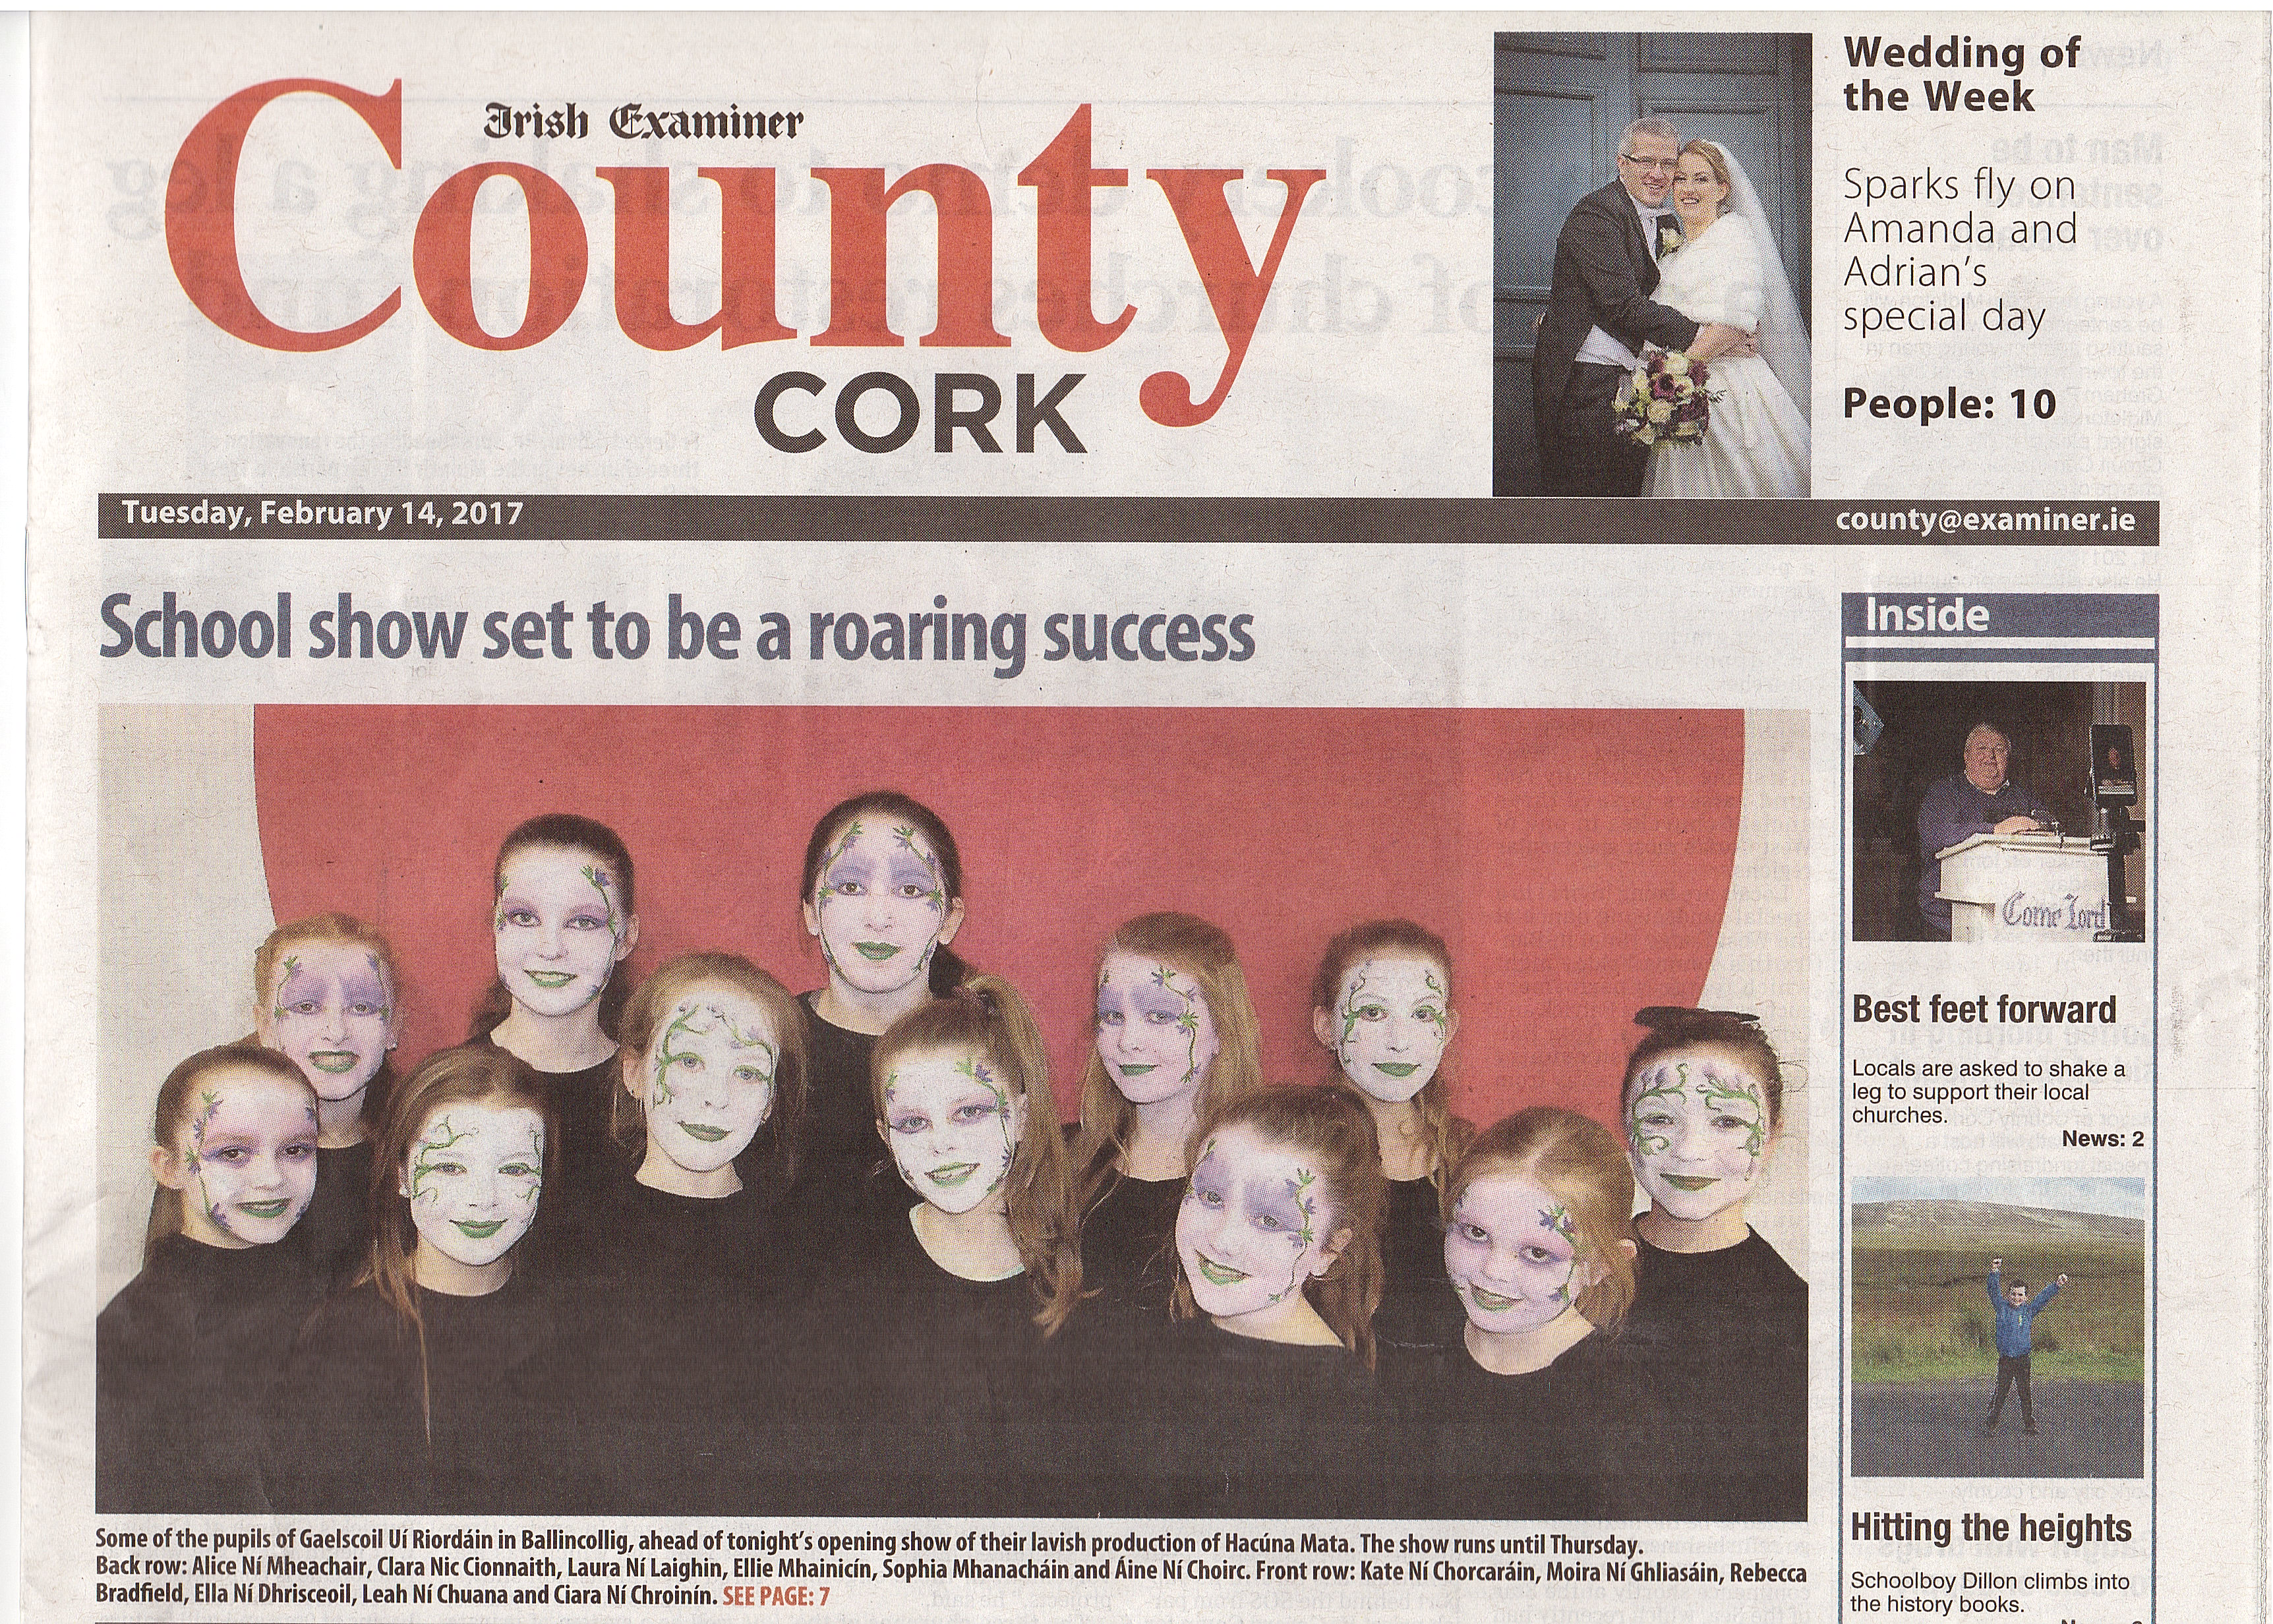 Irish Examiner
County
CORK
Wedding of
the Week
Sparks fly on
Amanda and
Adrian's
special day
People: 10
Tuesday, February 14, 2017
county@examiner.ie
School show set to be a roaring success
Some of the pupils of Gaelscoil Uí Riordáin in Ballincollig, ahead of tonight's opening show of their lavish production of Hacúna Mata. The show runs until Thursday.
Back row: Alice Ní Mheachair, Clara Nic Cionnaith, Laura Ní Laighin, Ellie Mhainicín, Sophia Mhanacháin and Áine Ní Choirc. Front row: Kate Ní Chorcaráin, Moira Ní Ghliasáin, Rebecca
Bradfield, Ella Ní Dhrisceoil, Leah Ní Chuana and Ciara Ní Chroinín. SEE PAGE: 7
Inside
Come Lord
Best feet forward
Locals are asked to shake a
leg to support their local
churches.
News: 2
Hitting the heights
Schoolboy Dillon climbs into
the history books.